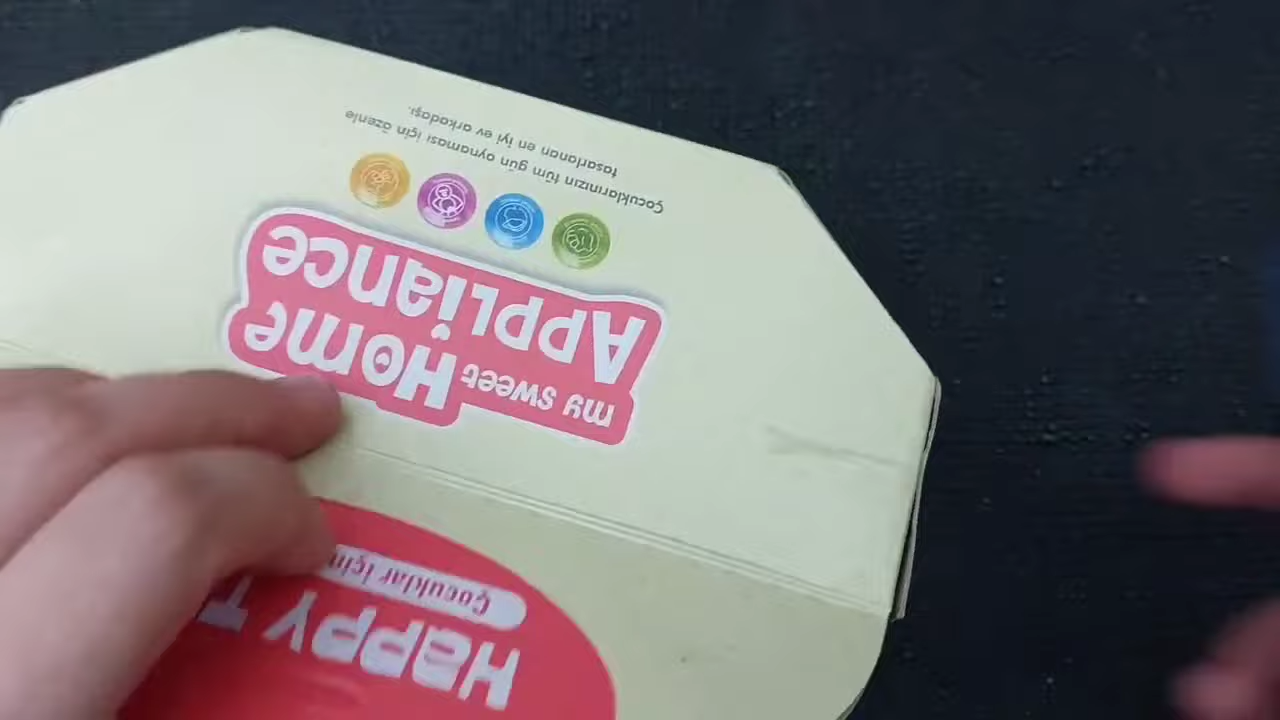 my sweet Home
APPLiance
Çocuklarınızın tüm gün oynaması için özenle
tasarlanan en iyi ev arkadaşı.
Çocuklar için
HAPPY T